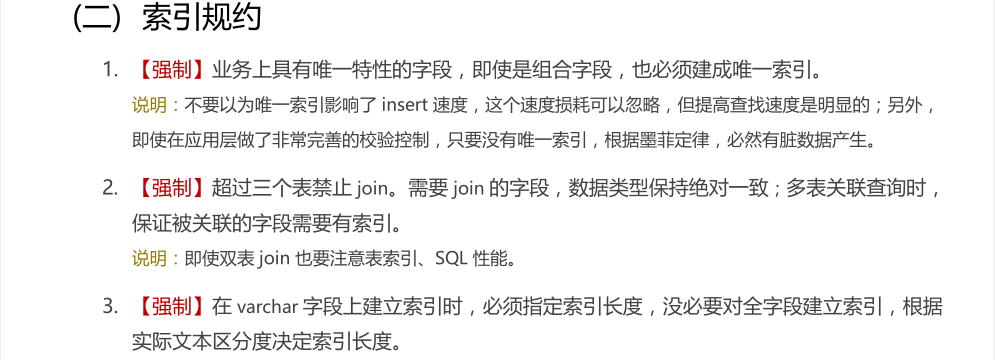 (二) 索引规约
1. 【强制】业务上具有唯一特性的字段，即使是组合字段，也必须建成唯一索引。
说明：不要以为唯一索引影响了 insert 速度，这个速度损耗可以忽略，但提高查找速度是明显的；另外，
即使在应用层做了非常完善的校验控制，只要没有唯一索引，根据墨菲定律，必然有脏数据产生。
2. 【强制】超过三个表禁止 join。需要 join 的字段，数据类型保持绝对一致；多表关联查询时，
保证被关联的字段需要有索引。
说明：即使双表 join 也要注意表索引、SQL 性能。
3. 【强制】在 varchar 字段上建立索引时，必须指定索引长度，没必要对全字段建立索引，根据
实际文本区分度决定索引长度。